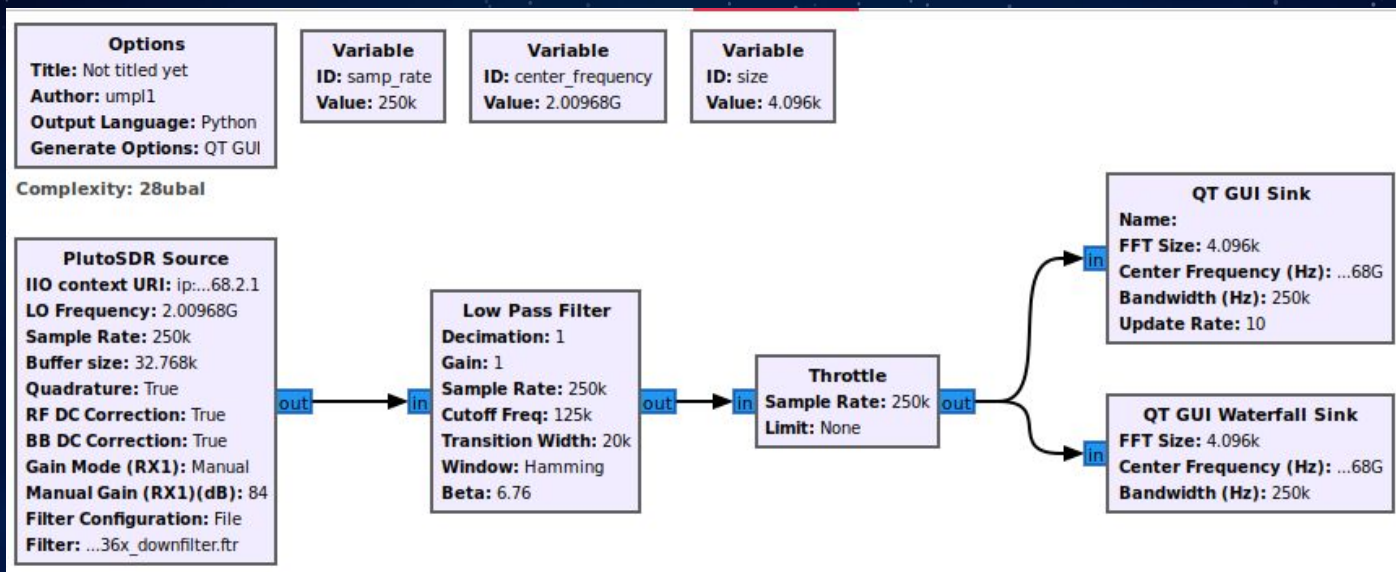 Options
Title: Not titled yet
Author: umpl1
Output Language: Python
Generate Options: QT GUI
Variable
ID: samp_rate
Value: 250k
Variable
ID: center_frequency
Value: 2.00968G
Variable
ID: size
Value: 4.096k
Complexity: 28ubal
PlutoSDR Source
IIO context URI: ip:...68.2.1
LO Frequency: 2.00968G
Sample Rate: 250k
Buffer size: 32.768k
Quadrature: True
RF DC Correction: True
BB DC Correction: True
Gain Mode (RX1): Manual
Manual Gain (RX1)(dB): 84
Filter Configuration: File
Filter: ...36x_downfilter.ftr
out
in
Low Pass Filter
Decimation: 1
Gain: 1
Sample Rate: 250k
Cutoff Freq: 125k
Transition Width: 20k
Window: Hamming
Beta: 6.76
out
in
Throttle
Sample Rate: 250k
Limit: None
out
in
QT GUI Sink
Name:
FFT Size: 4.096k
Center Frequency (Hz): ...68G
Bandwidth (Hz): 250k
Update Rate: 10
in
QT GUI Waterfall Sink
FFT Size: 4.096k
Center Frequency (Hz): ...68G
Bandwidth (Hz): 250k